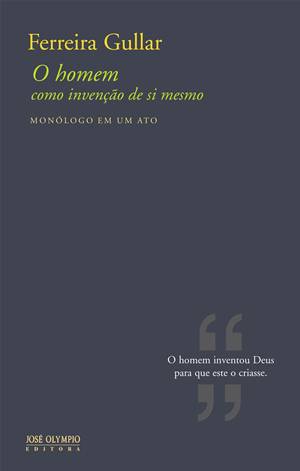 Ferreira Gullar
O homem
como invenção de si mesmo
MONÓLOGO EM UM ATO
O homem inventou Deus
para que este o criasse.
JOSÉ OLYMPIO
EDITORA